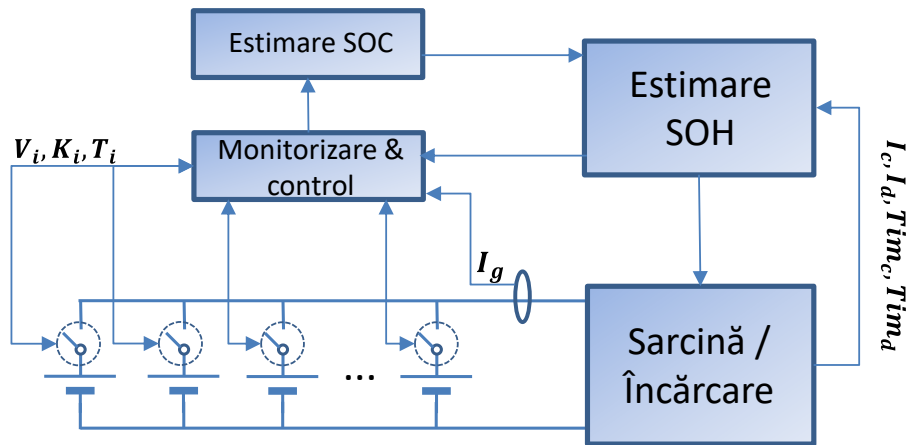 Estimare SOC
Estimare
SOH
V_i, K_i, T_i
Monitorizare &
control
I_g
I_c, I_d, Tim_c, Tim_d
...
Sarcină /
Încărcare